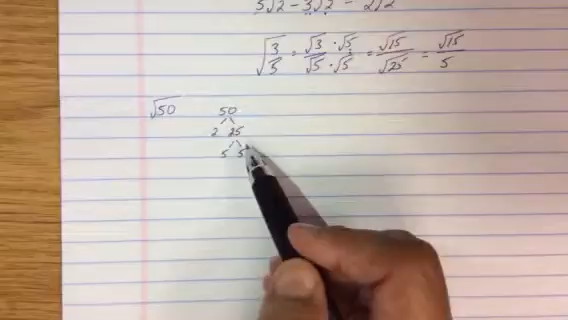 5√2 - 3√2 = 2√2
√(3/5) = √3 · √5 / √5 · √5 = √15 / √25 = √15 / 5
√50 50
2 25
5 5